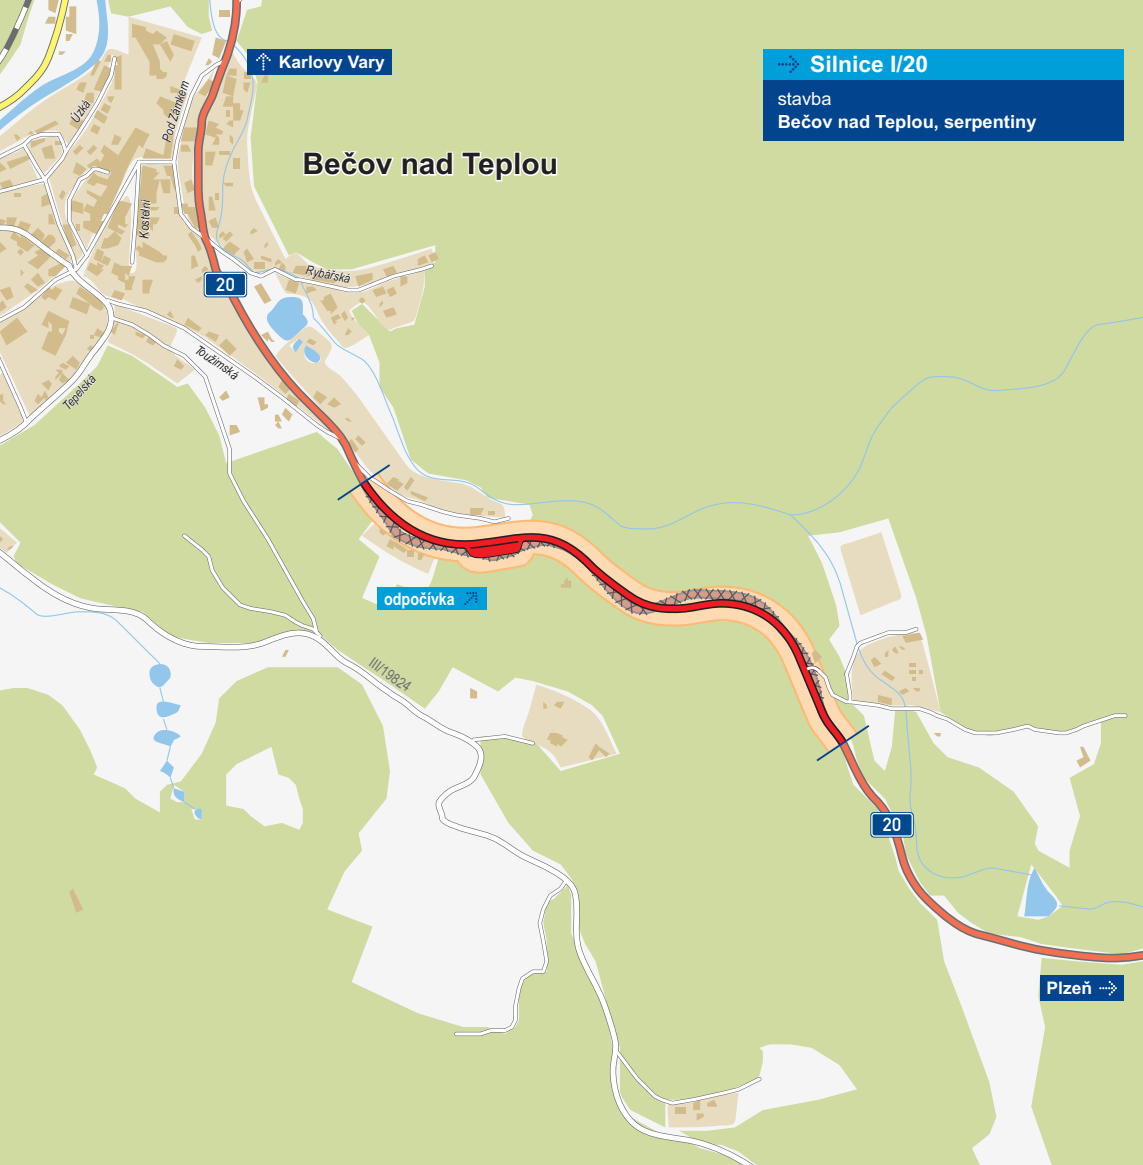 Karlovy Vary
Silnice I/20
stavba
Bečov nad Teplou, serpentiny
Úzká
Pod Zámkem
Bečov nad Teplou
Kostelní
Rybářská
20
Toužimská
Tepelská
odpočívka
III/19824
20
Plzeň